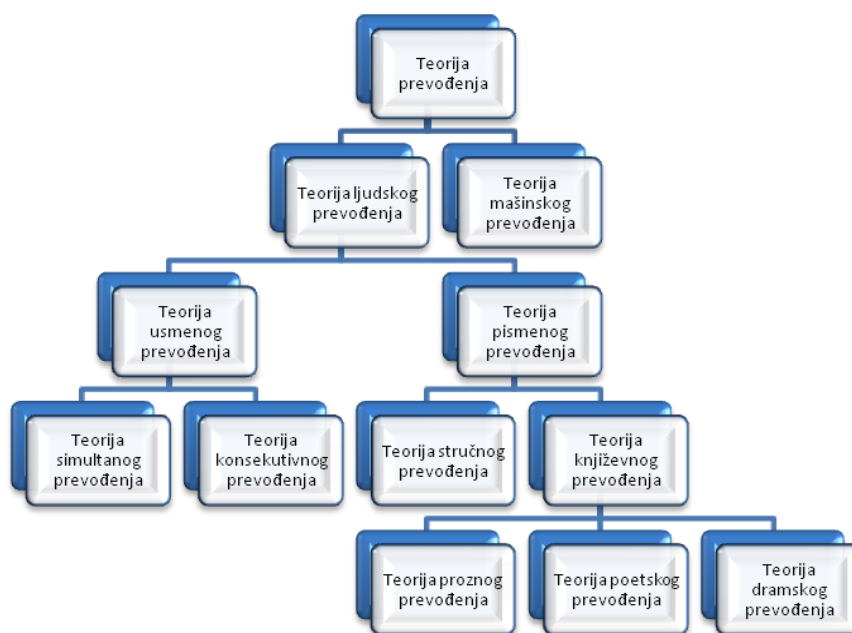 Teorija
prevođenja
Teorija ljudskog
prevođenja
Teorija
mašinskog
prevođenja
Teorija
usmenog
prevođenja
Teorija
pismenog
prevođenja
Teorija
simultanog
prevođenja
Teorija
konsekutivnog
prevođenja
Teorija stručnog
prevođenja
Teorija
književnog
prevođenja
Teorija proznog
prevođenja
Teorija poetskog
prevođenja
Teorija
dramskog
prevođenja